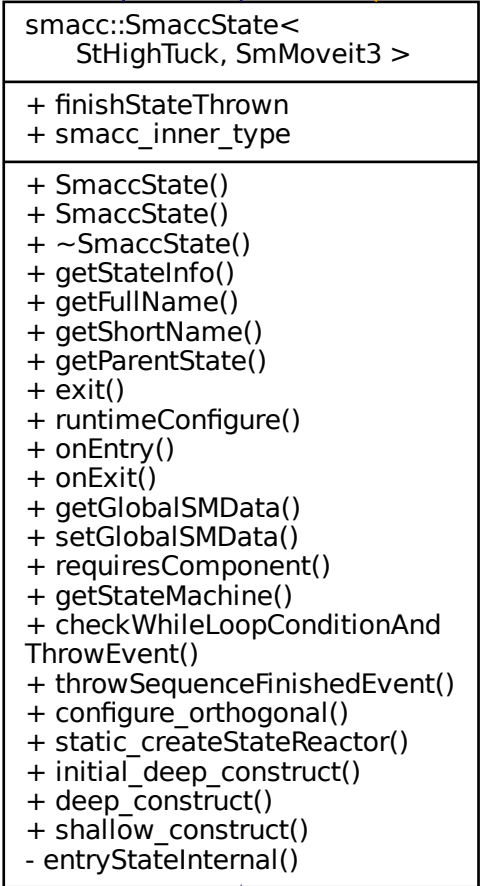 smacc::SmaccState<
StHighTuck, SmMoveit3 >
+ finishStateThrown
+ smacc_inner_type
+ SmaccState()
+ SmaccState()
+ ~SmaccState()
+ getStateInfo()
+ getFullName()
+ getShortName()
+ getParentState()
+ exit()
+ runtimeConfigure()
+ onEntry()
+ onExit()
+ getGlobalSMData()
+ setGlobalSMData()
+ requiresComponent()
+ getStateMachine()
+ checkWhileLoopConditionAnd
ThrowEvent()
+ throwSequenceFinishedEvent()
+ configure_orthogonal()
+ static_createStateReactor()
+ initial_deep_construct()
+ deep_construct()
+ shallow_construct()
- entryStateInternal()